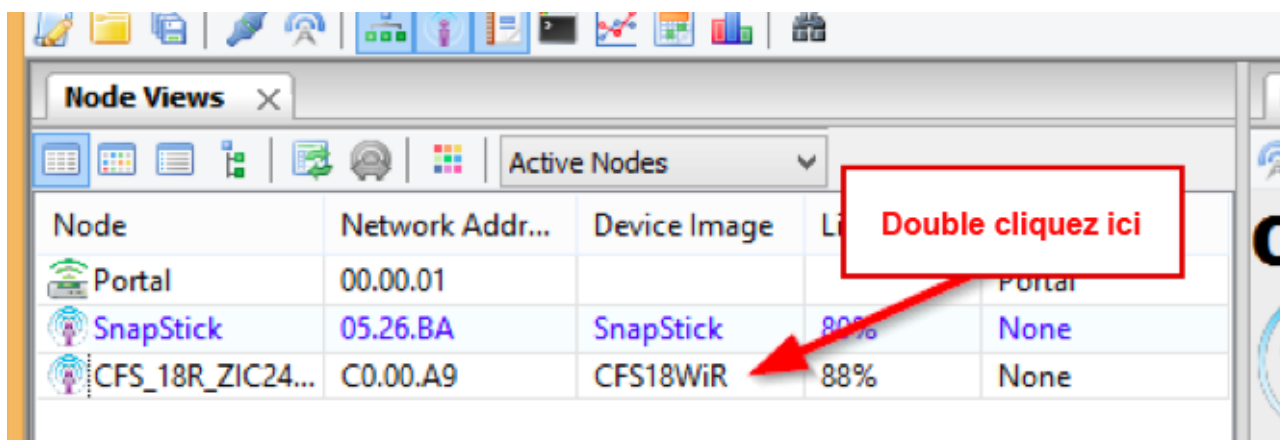 Node Views
Active Nodes
Node Network Addr... Device Image Li
Double cliquez ici
Portal 00.00.01 Portal
SnapStick 05.26.BA SnapStick 80% None
CFS_18R_ZIC24... C0.00.A9 CFS18WiR 88% None